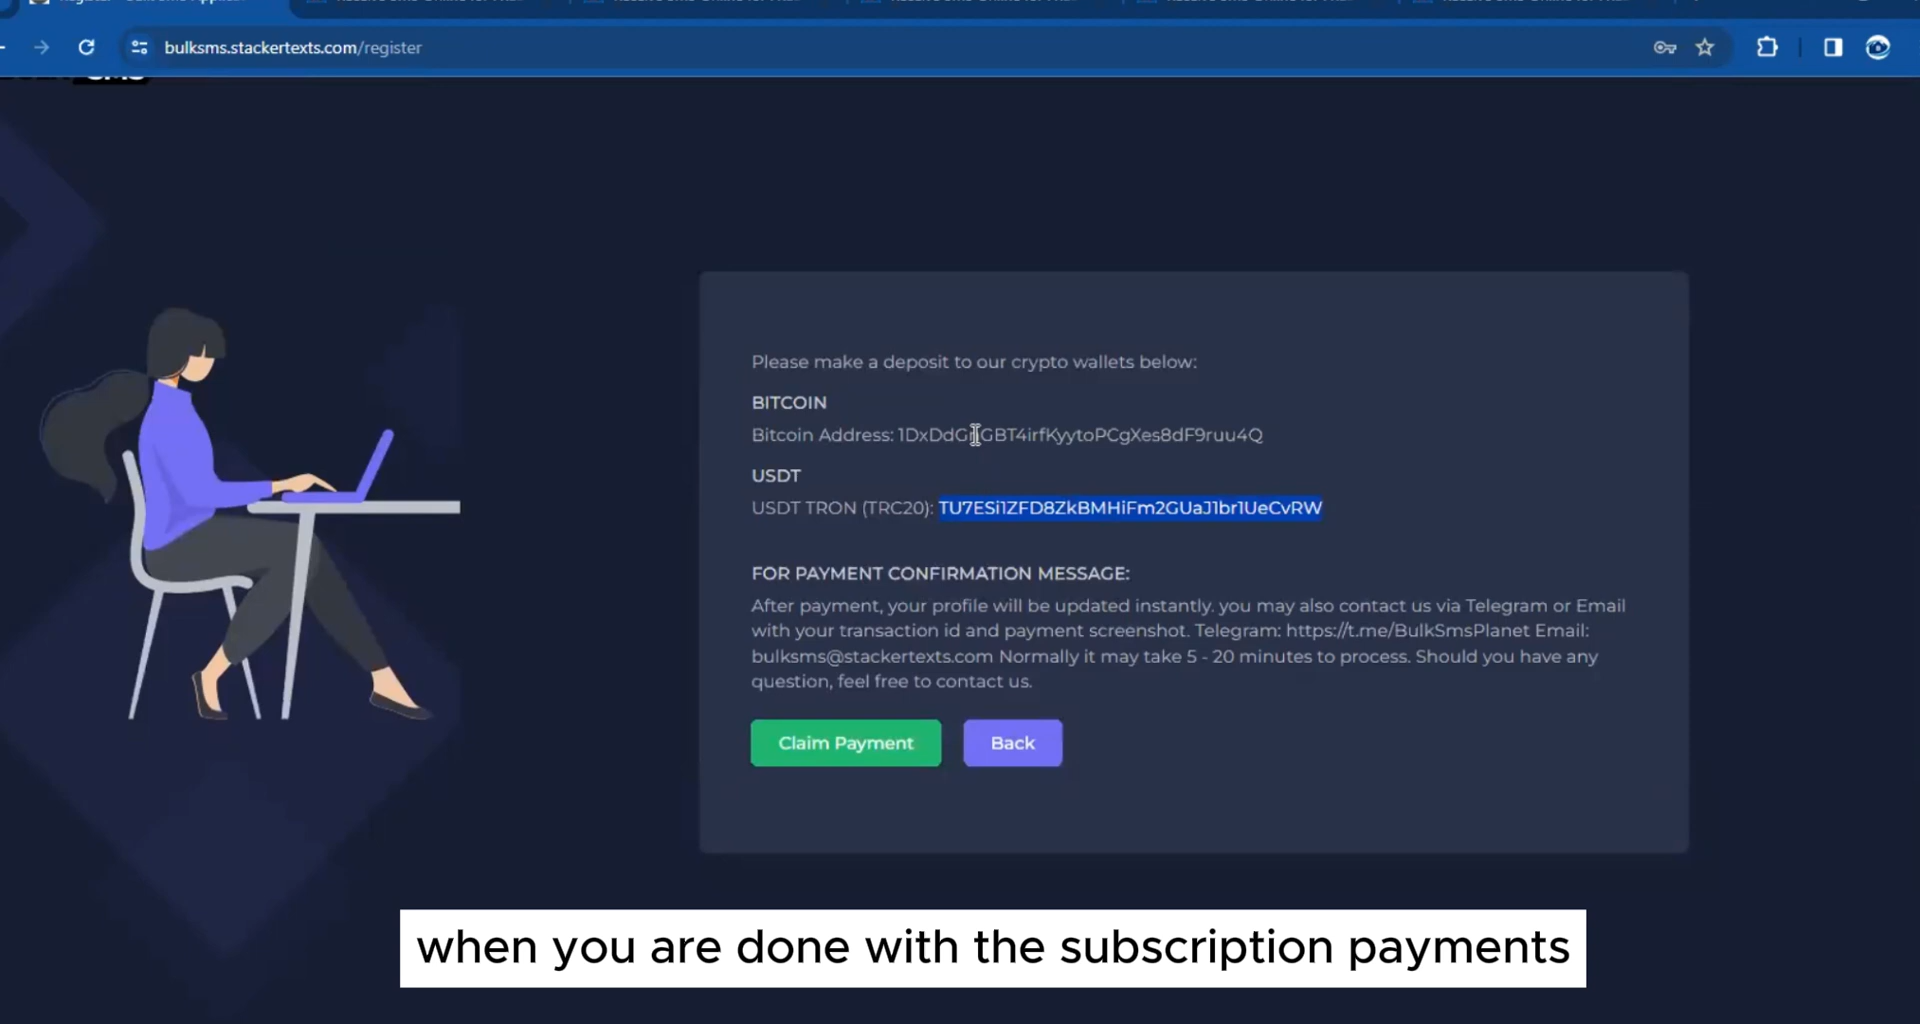 bulksms.stackertexts.com/register
SMS
Please make a deposit to our crypto wallets below:
BITCOIN
Bitcoin Address:
USDT
USDT TRON (TRC20): TU7ESi1ZFD8ZkBMHiFm2GUaJ1br1UeCvRW
FOR PAYMENT CONFIRMATION MESSAGE:
After payment, your profile will be updated instantly. you may also contact us via Telegram or Email
with your transaction id and payment screenshot. Telegram: https://t.me/BulkSmsPlanet Email:
bulksms@stackertexts.com Normally it may take 5 - 20 minutes to process. Should you have any
question, feel free to contact us.
Claim Payment
Back
when you are done with the subscription payments